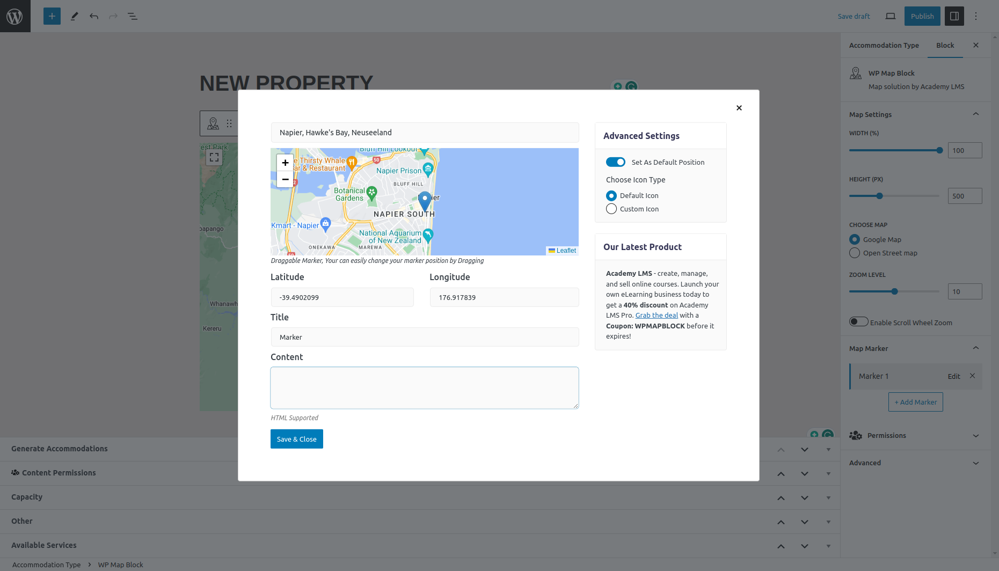 Save draft
Publish
NEW PROPERTY
Accommodation Type
Block
WP Map Block
Map solution by Academy LMS
Map Settings
WIDTH (%)
100
HEIGHT (PX)
500
CHOOSE MAP
Google Map
Open Street map
ZOOM LEVEL
10
Enable Scroll Wheel Zoom
Map Marker
Marker 1
Edit
+ Add Marker
Permissions
Advanced
est Park
Whanawh
Kereru
Napier, Hawke's Bay, Neuseeland
+
−
Bluff Hill Lookout
e Thirsty Whale
Bar & Restaurant
50
Napier Prison
BLUFF HILL
Botanical
Gardens
NAPIER SOUTH
Kmart - Napier
National Aquarium
of New Zealand
ONEKAWA
MAREWA
50
Leaflet
Draggable Marker, Your can easily change your marker position by Dragging
Latitude
Longitude
-39.4902099
176.917839
Title
Marker
Content
HTML Supported
Save & Close
Advanced Settings
Set As Default Position
Choose Icon Type
Default Icon
Custom Icon
Our Latest Product
Academy LMS - create, manage,
and sell online courses. Launch your
own eLearning business today to
get a 40% discount on Academy
LMS Pro. Grab the deal with a
Coupon: WPMAPBLOCK before it
expires!
Generate Accommodations
Content Permissions
Capacity
Other
Available Services
Accommodation Type > WP Map Block